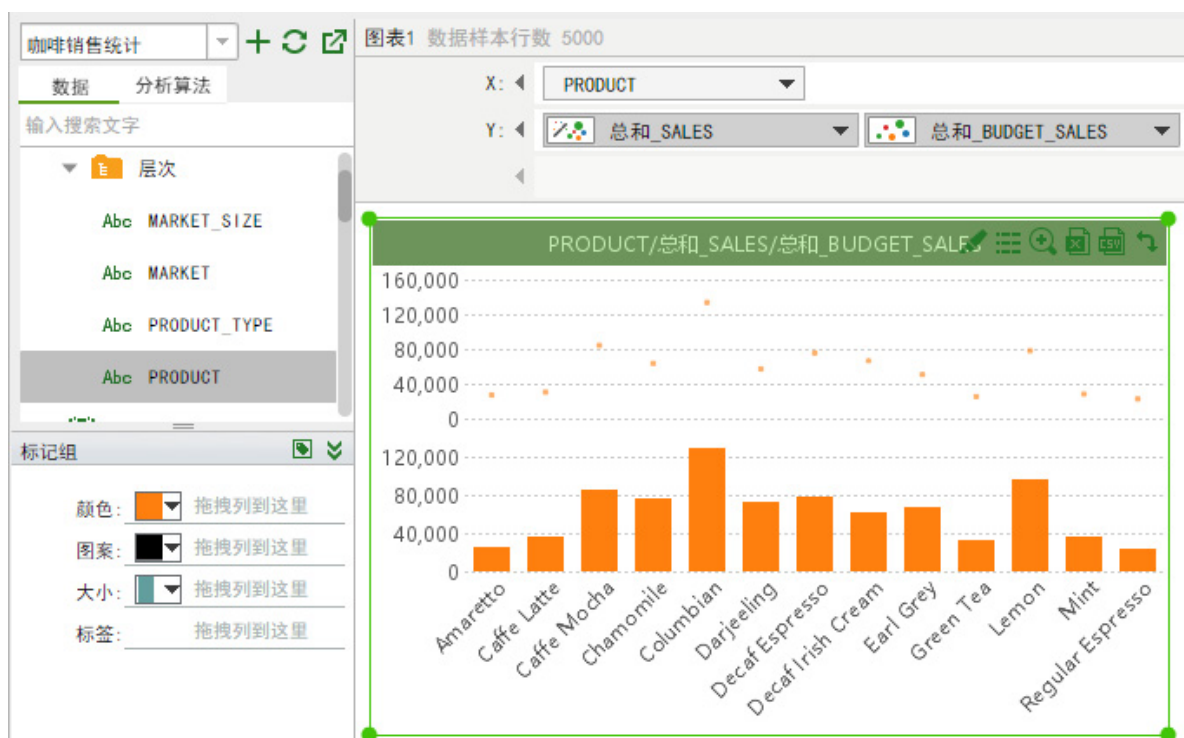 咖啡销售统计
数据 分析算法
输入搜索文字
层次
Abc MARKET_SIZE
Abc MARKET
Abc PRODUCT_TYPE
Abc PRODUCT
标记组
颜色: 拖拽列到这里
图案: 拖拽列到这里
大小: 拖拽列到这里
标签: 拖拽列到这里
图表1 数据样本行数 5000
X: PRODUCT
Y: 总和_SALES 总和_BUDGET_SALES
PRODUCT/总和_SALES/总和_BUDGET_SALES
CSV
160,000
120,000
80,000
40,000
0
120,000
80,000
40,000
0
Amaretto
Caffe Latte
Caffe Mocha
Chamomile
Columbian
Darjeeling
Decaf Espresso
Decaf Irish Cream
Earl Grey
Green Tea
Lemon
Mint
Regular Espresso